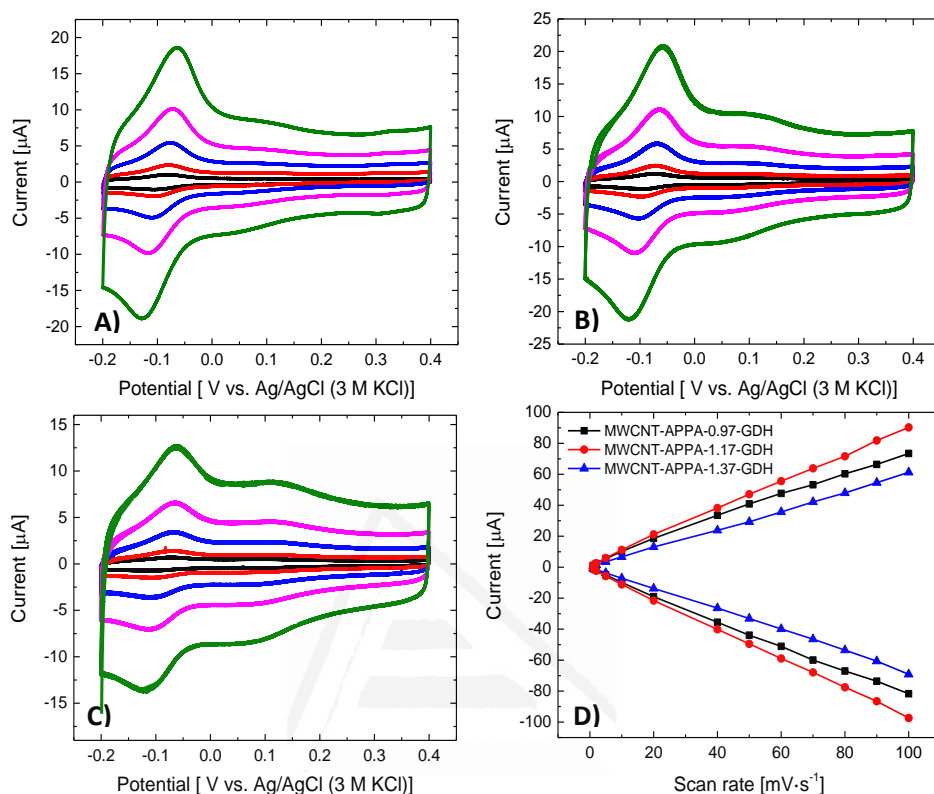 20
15
10
5
0
-5
-10
-15
-20
Current [µA]
A)
-0.2 -0.1 0.0 0.1 0.2 0.3 0.4
Potential [ V vs. Ag/AgCl (3 M KCl)]
25
20
15
10
5
0
-5
-10
-15
-20
-25
Current [µA]
B)
-0.2 -0.1 0.0 0.1 0.2 0.3 0.4
Potential [ V vs. Ag/AgCl (3 M KCl)]
15
10
5
0
-5
-10
-15
Current [µA]
C)
-0.2 -0.1 0.0 0.1 0.2 0.3 0.4
Potential [ V vs. Ag/AgCl (3 M KCl)]
100
80
60
40
20
0
-20
-40
-60
-80
-100
Current [µA]
MWCNT-APPA-0.97-GDH
MWCNT-APPA-1.17-GDH
MWCNT-APPA-1.37-GDH
D)
0 20 40 60 80 100
Scan rate [mV·s⁻¹]